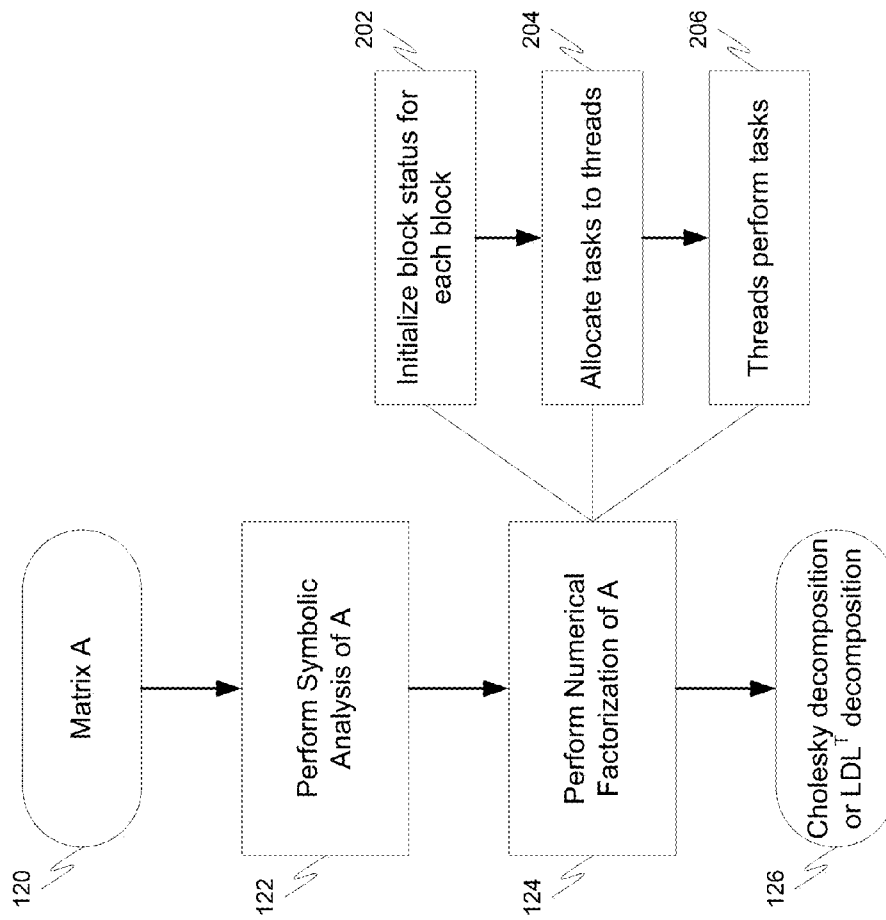 120
Matrix A
122
Perform Symbolic
Analysis of A
124
Perform Numerical
Factorization of A
126
Cholesky decomposition
or LDLᵀ decomposition
202
Initialize block status for
each block
204
Allocate tasks to threads
206
Threads perform tasks